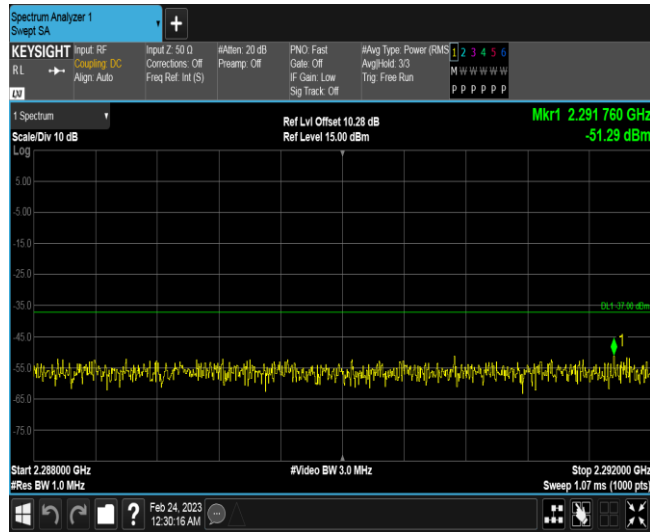 Spectrum Analyzer 1
Swept SA
+
KEYSIGHT Input: RF Input Z: 50 Ω #Atten: 20 dB PNO: Fast #Avg Type: Power (RMS 1 2 3 4 5 6
RL Coupling: DC Corrections: Off Preamp: Off Gate: Off Avg|Hold: 3/3 M W W W W W
Align: Auto Freq Ref: Int (S) IF Gain: Low Trig: Free Run
Sig Track: Off P P P P P P
LXI
1 Spectrum Ref Lvl Offset 10.28 dB Mkr1 2.291 760 GHz
Scale/Div 10 dB Ref Level 15.00 dBm -51.29 dBm
Log
5.00
-5.00
-15.0
-25.0
-35.0 DL1 -37.00 dBm
-45.0 1
-55.0
-65.0
-75.0
Start 2.288000 GHz #Video BW 3.0 MHz Stop 2.292000 GHz
#Res BW 1.0 MHz Sweep 1.07 ms (1000 pts)
? Feb 24, 2023
12:30:16 AM